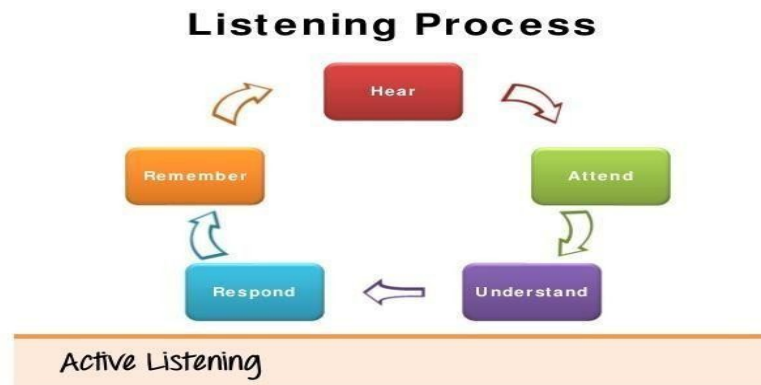 Listening Process
Hear
Attend
Understand
Respond
Remember
Active Listening